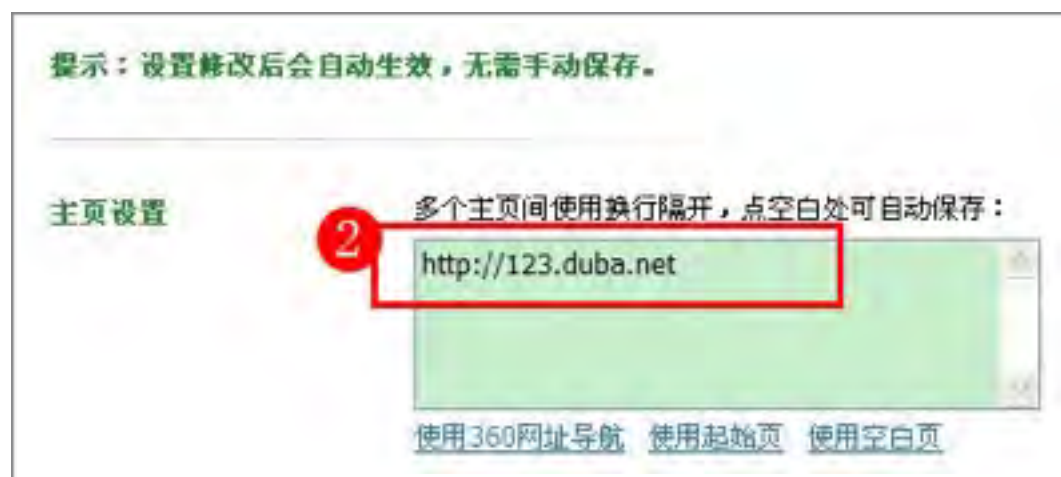 提示：设置修改后会自动生效，无需手动保存。
主页设置
多个主页间使用换行隔开，点空白处可自动保存：
2
http://123.duba.net
使用360网址导航 使用起始页 使用空白页